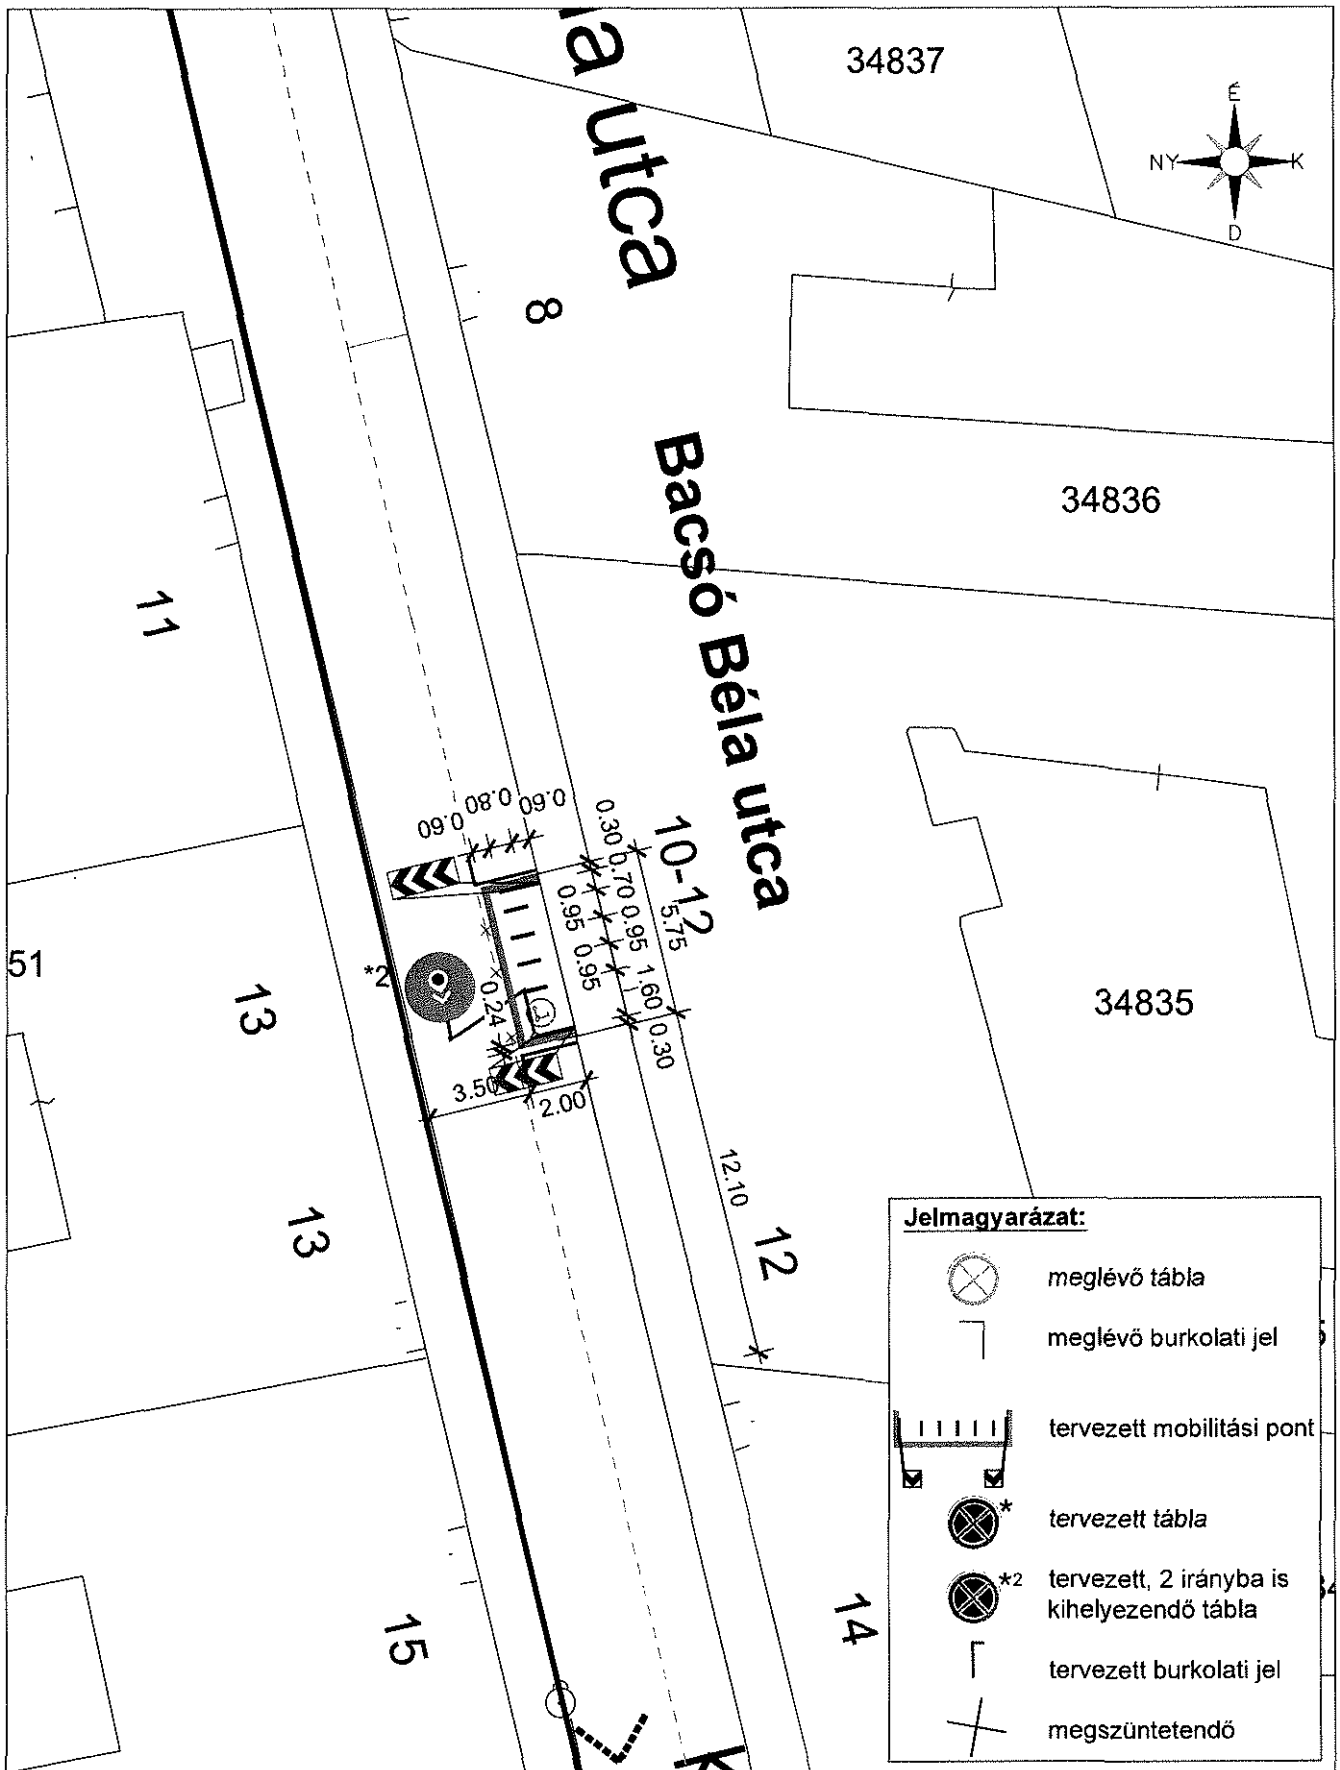 la utca
34837
É
NY
K
D
8
Bacsó Béla utca
34836
11
0.60
0.80
0.60
0.30
0.70
0.95
0.95
0.95
1.60
0.30
5.75
10-12
51
*2
0.24
13
34835
3.50
2.00
12.10
13
12
15
14
Jelmagyarázat:
meglévő tábla
meglévő burkolati jel
tervezett mobilitási pont
*
tervezett tábla
*2
tervezett, 2 irányba is
kihelyezendő tábla
tervezett burkolati jel
megszüntetendő